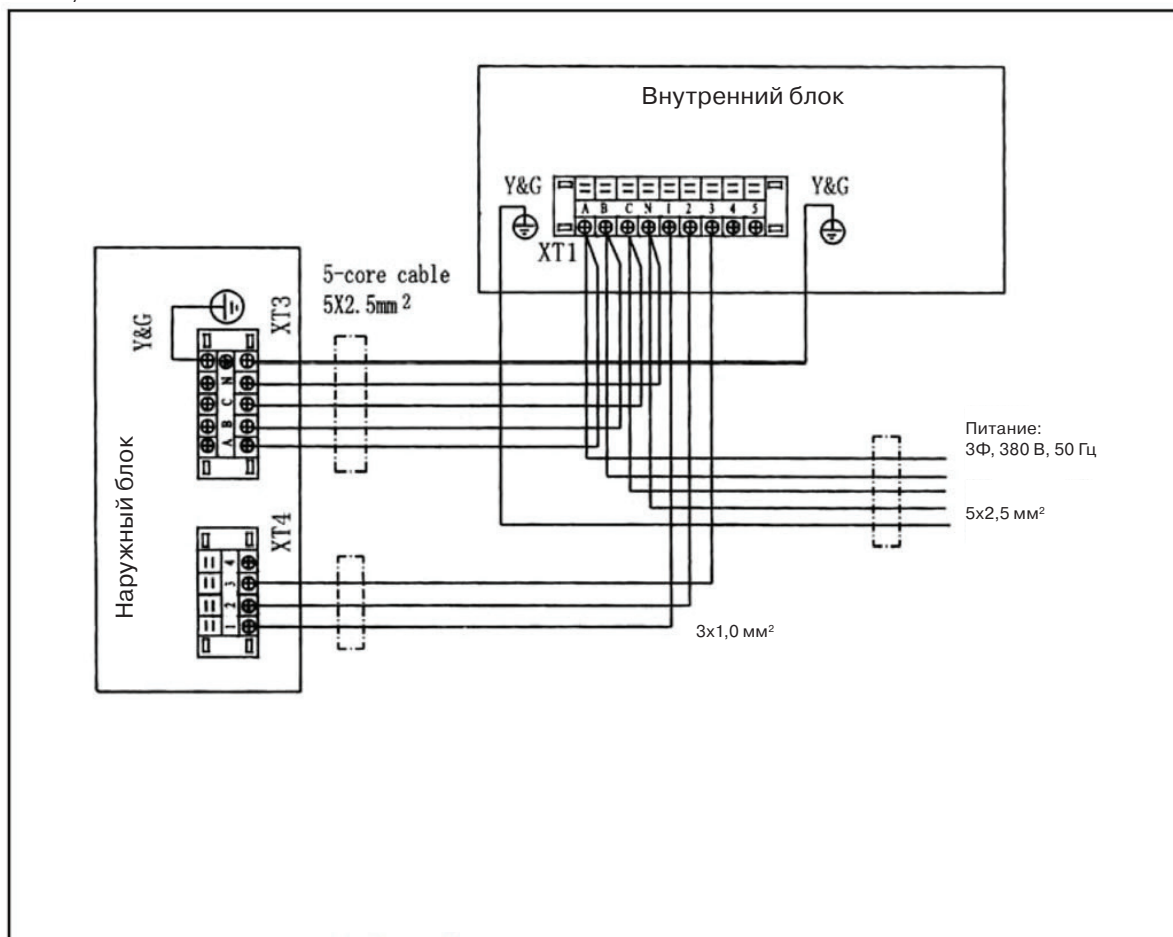 Внутренний блок
Y&G
Y&G
A B C N 1 2 3 4 5
XT1
5-core cable
5X2.5mm²
XT3
Y&G
N
C
B
A
Наружный блок
Питание:
3Ф, 380 В, 50 Гц
5х2,5 мм²
XT4
4
3
2
1
3х1,0 мм²